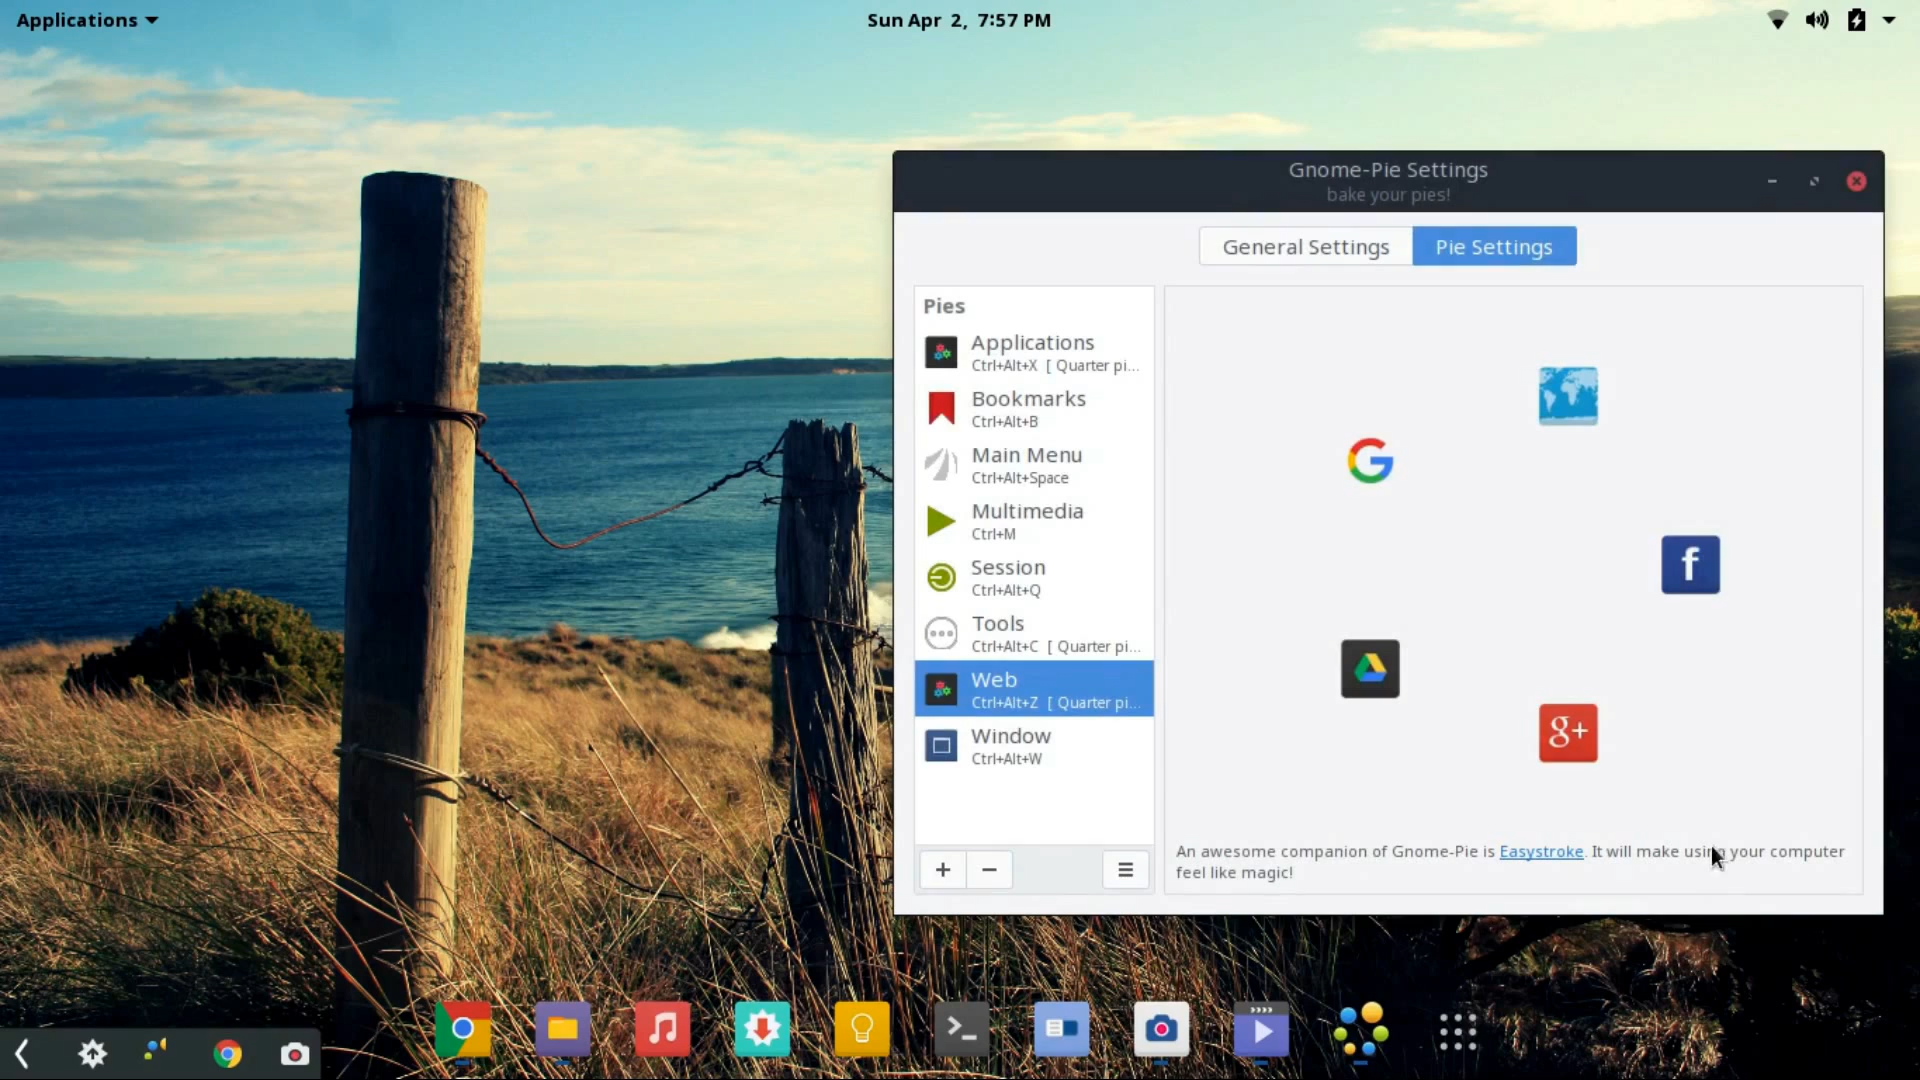 Applications
Sun Apr 2, 7:57 PM
Gnome-Pie Settings
bake your pies!
General Settings
Pie Settings
Pies
Applications
Ctrl+Alt+X [ Quarter pi...
Bookmarks
Ctrl+Alt+B
Main Menu
Ctrl+Alt+Space
Multimedia
Ctrl+M
Session
Ctrl+Alt+Q
Tools
Ctrl+Alt+C [ Quarter pi...
Web
Ctrl+Alt+Z [ Quarter pi...
Window
Ctrl+Alt+W
G
f
g+
An awesome companion of Gnome-Pie is Easystroke. It will make using your computer
feel like magic!